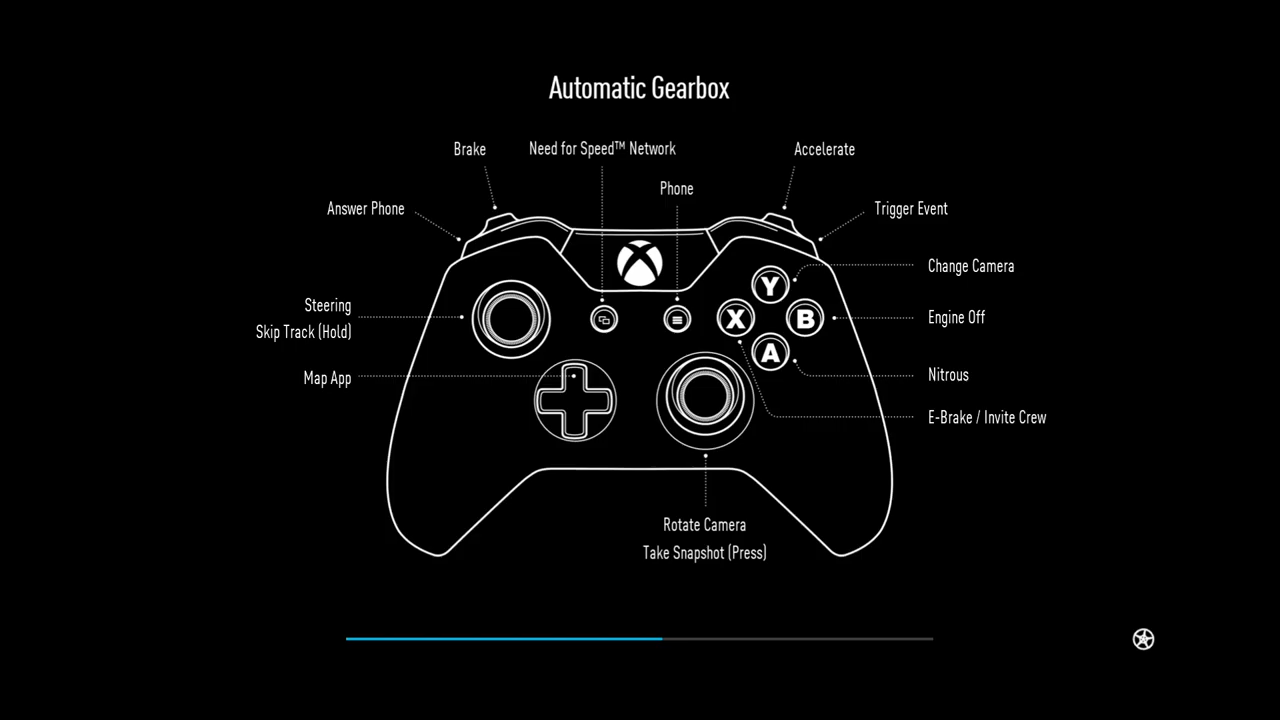 Automatic Gearbox
Brake
Need for Speed™ Network
Accelerate
Phone
Answer Phone
Trigger Event
Change Camera
Y
Steering
X
B
Engine Off
Skip Track (Hold)
A
Map App
Nitrous
E-Brake / Invite Crew
Rotate Camera
Take Snapshot (Press)